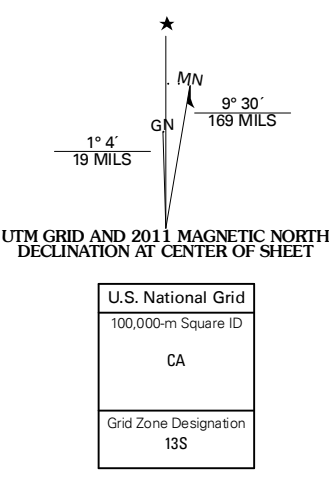 ★
MN
9° 30´
169 MILS
GN
1° 4´
19 MILS
UTM GRID AND 2011 MAGNETIC NORTH
DECLINATION AT CENTER OF SHEET
U.S. National Grid
100,000-m Square ID
CA
Grid Zone Designation
13S